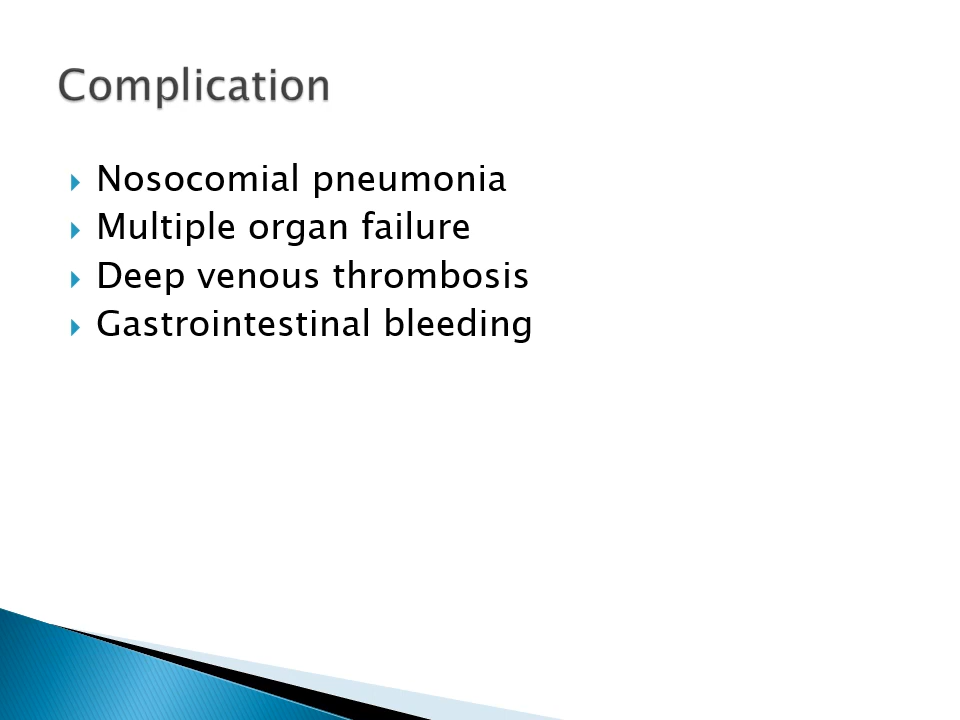 Complication
Nosocomial pneumonia
Multiple organ failure
Deep venous thrombosis
Gastrointestinal bleeding